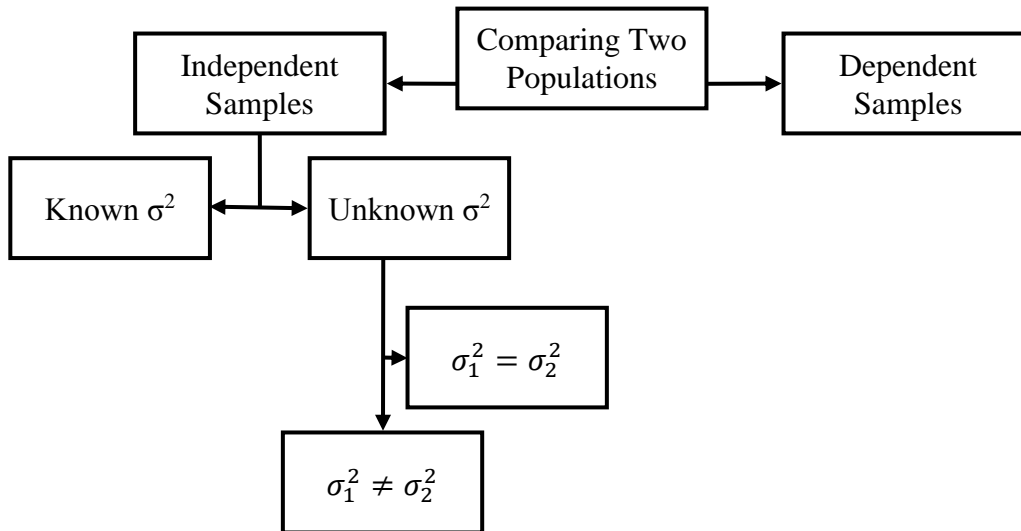 Comparing Two
Populations
Independent
Samples
Dependent
Samples
Known σ²
Unknown σ²
σ₁² = σ₂²
σ₁² ≠ σ₂²